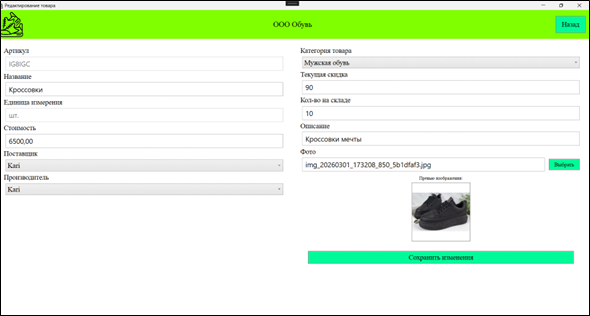 Редактирование товара
ООО Обувь
Назад
Артикул
IG8IGC
Название
Кроссовки
Единица измерения
шт.
Стоимость
6500,00
Поставщик
Kari
Производитель
Kari
Категория товара
Мужская обувь
Текущая скидка
90
Кол-во на складе
10
Описание
Кроссовки мечты
Фото
img_20260301_173208_850_5b1dfaf3.jpg
Выбрать
Превью изображения:
Сохранить изменения